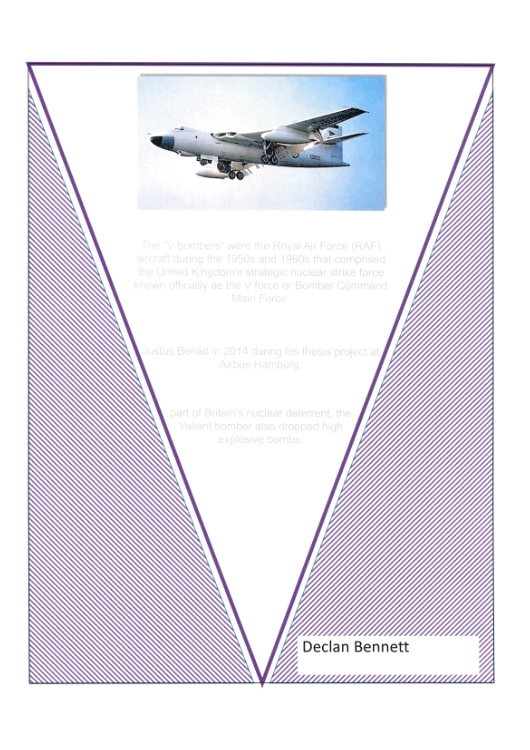 The "V bombers" were the Royal Air Force (RAF)
aircraft during the 1950s and 1960s that comprised
the United Kingdom's strategic nuclear strike force
known officially as the V force or Bomber Command
Main Force
Justus Benad in 2014 during his thesis project at
Airbus Hamburg
part of Britain's nuclear deterrent, the
Valiant bomber also dropped high
explosive bombs.
Declan Bennett